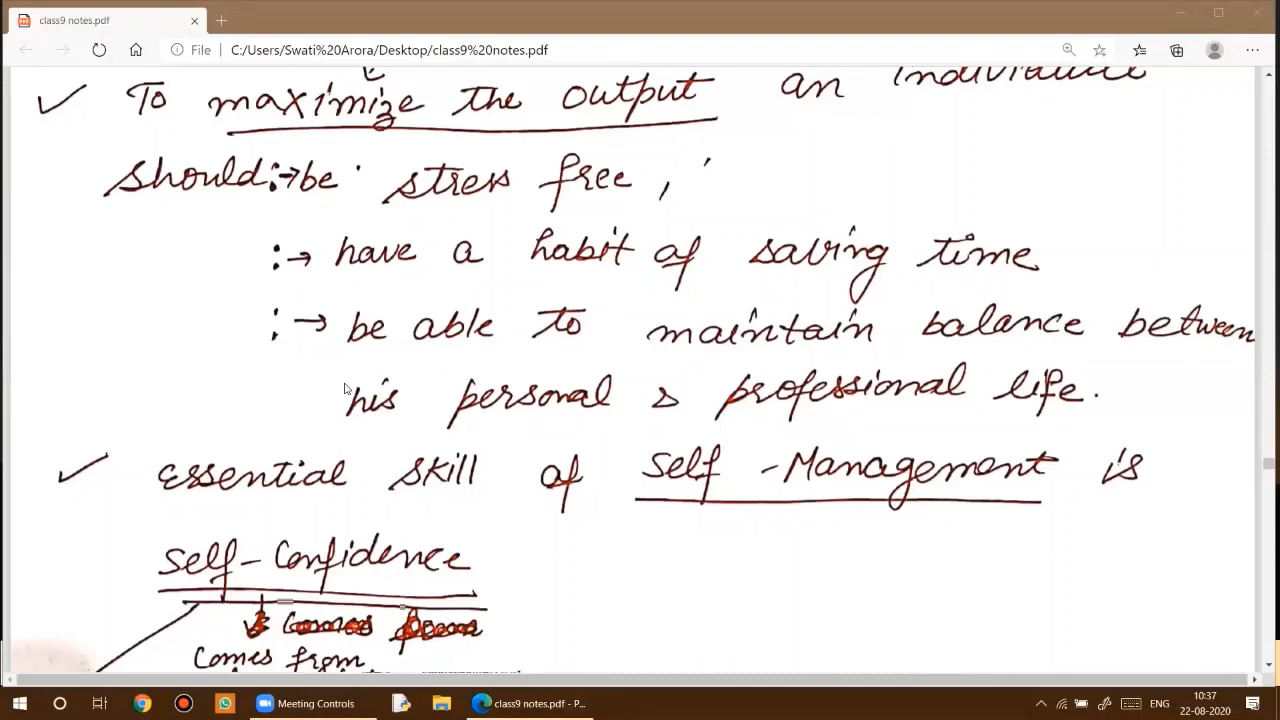 class9 notes.pdf
File C:/Users/Swati%20Arora/Desktop/class9%20notes.pdf
To maximize the output an individual
should :→ be stress free,
:→ have a habit of saving time
:→ be able to maintain balance between
his personal & professional life.
Essential skill of Self-Management is
Self-Confidence
Comes from
Comes from
Meeting Controls
class9 notes.pdf - P...
ENG
10:37
22-08-2020